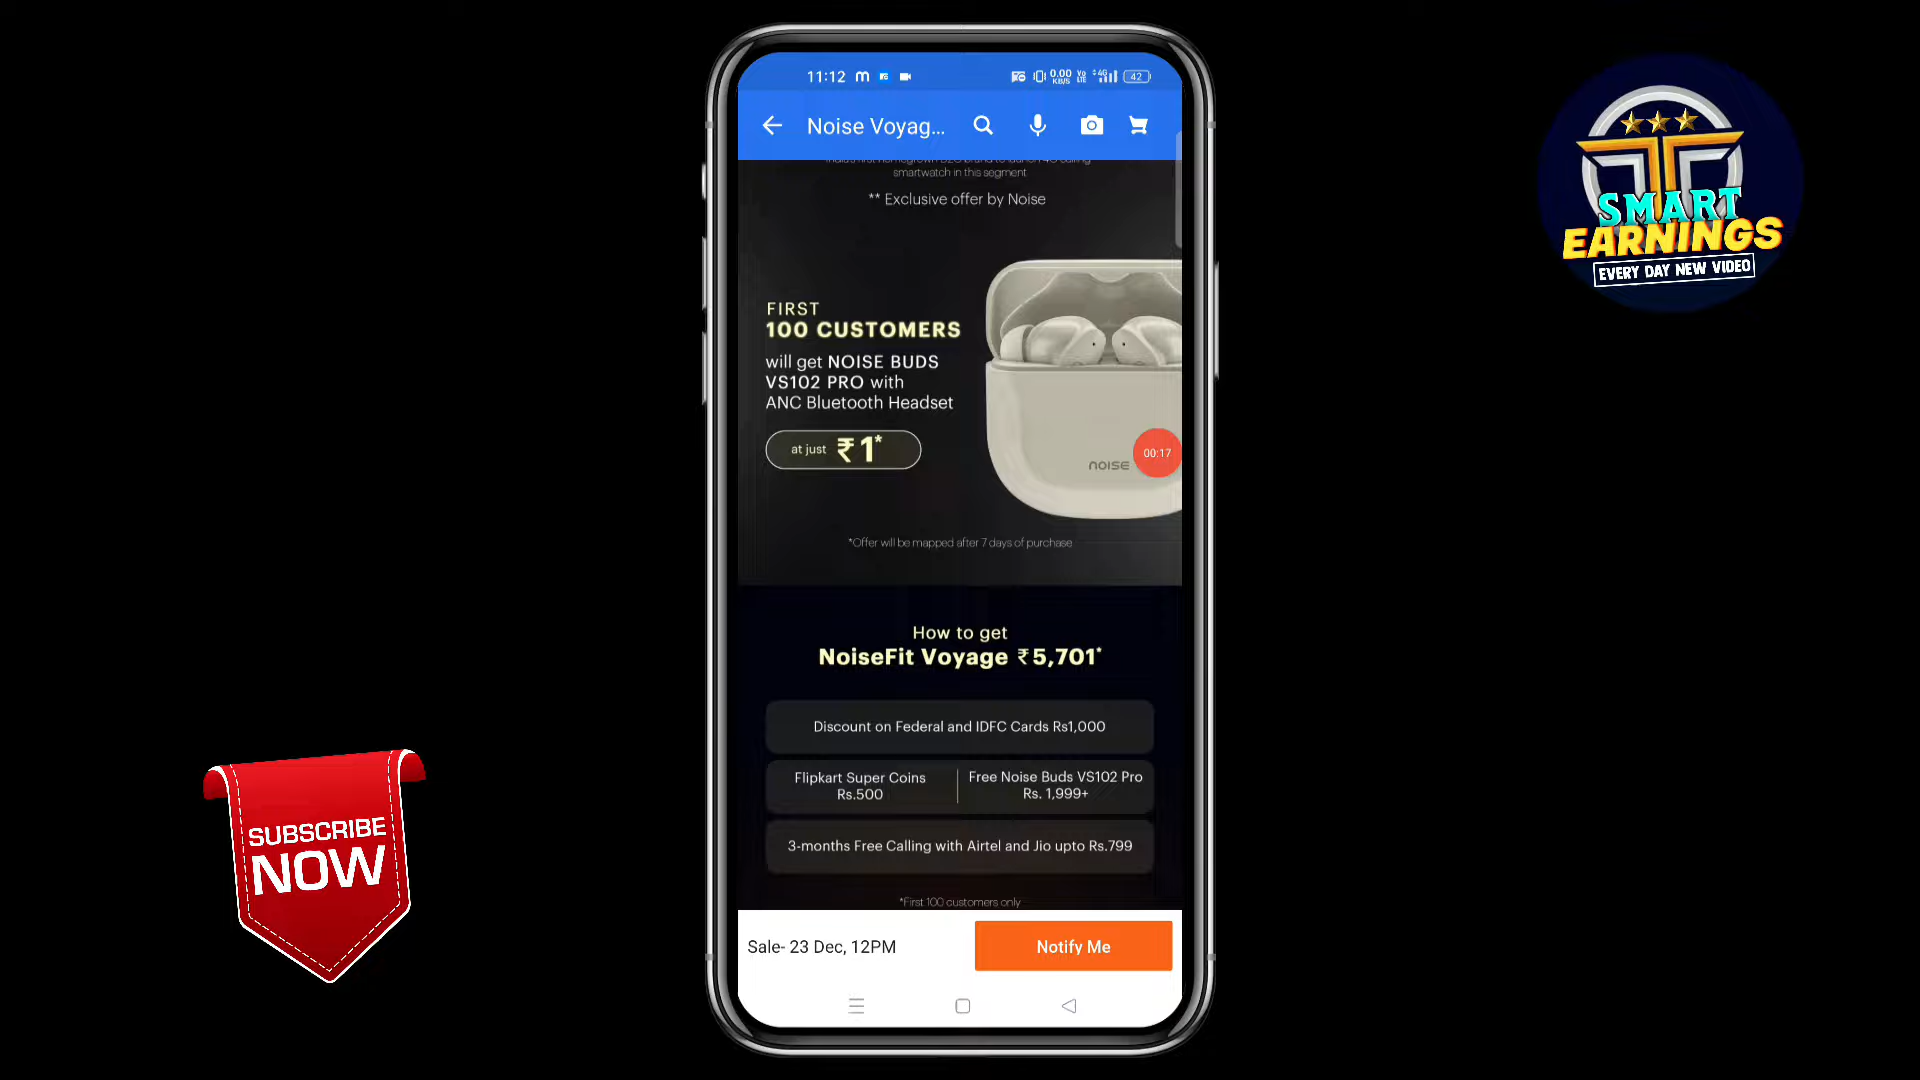 11:12
0.00
KB/S
4G
42
Noise Voyag...
smartwatch in this segment
** Exclusive offer by Noise
FIRST
100 CUSTOMERS
will get NOISE BUDS
VS102 PRO with
ANC Bluetooth Headset
at just ₹1*
noise
00:17
*Offer will be mapped after 7 days of purchase
How to get
NoiseFit Voyage ₹5,701*
Discount on Federal and IDFC Cards Rs1,000
Flipkart Super Coins
Rs.500
Free Noise Buds VS102 Pro
Rs. 1,999+
3-months Free Calling with Airtel and Jio upto Rs.799
*First 100 customers only
Sale- 23 Dec, 12PM
Notify Me
SMART
EARNINGS
EVERY DAY NEW VIDEO
SUBSCRIBE
NOW